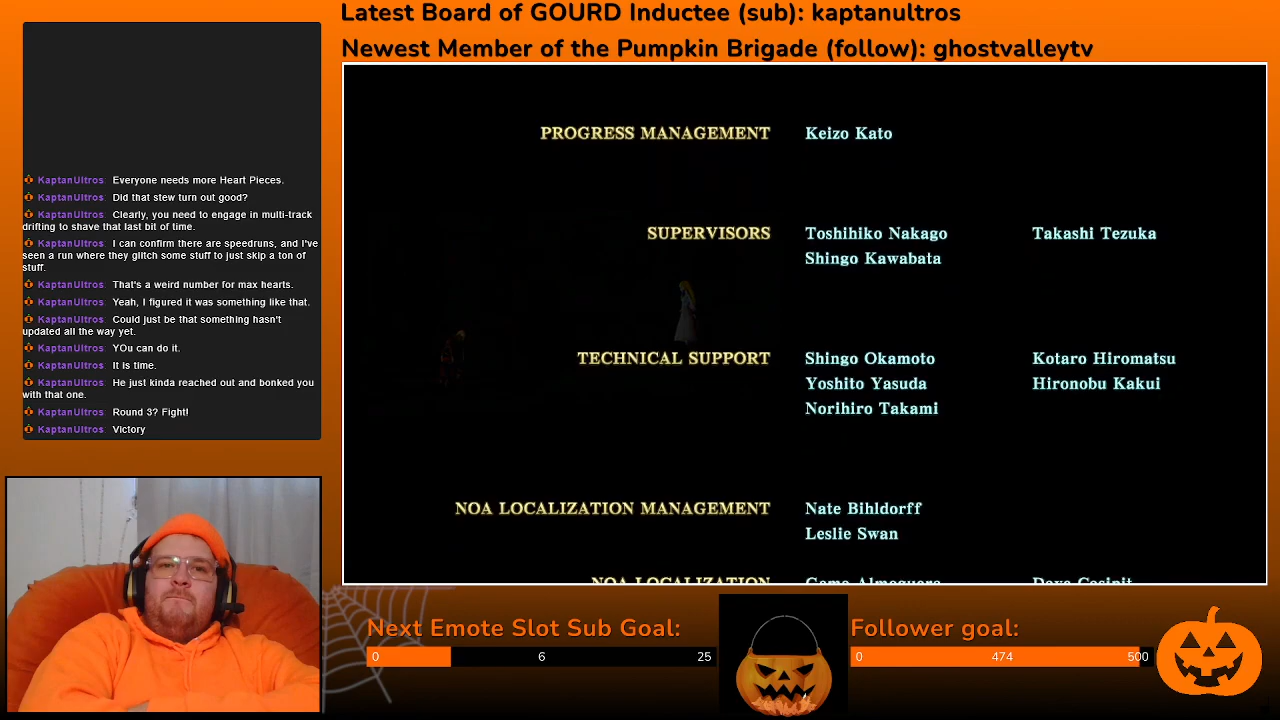 Latest Board of GOURD Inductee (sub): kaptanultros
Newest Member of the Pumpkin Brigade (follow): ghostvalleytv
KaptanUltros: Everyone needs more Heart Pieces.
KaptanUltros: Did that stew turn out good?
KaptanUltros: Clearly, you need to engage in multi-track
drifting to shave that last bit of time.
KaptanUltros: I can confirm there are speedruns, and I've
seen a run where they glitch some stuff to just skip a ton of
stuff.
KaptanUltros: That's a weird number for max hearts.
KaptanUltros: Yeah, I figured it was something like that.
KaptanUltros: Could just be that something hasn't
updated all the way yet.
KaptanUltros: YOu can do it.
KaptanUltros: It is time.
KaptanUltros: He just kinda reached out and bonked you
with that one.
KaptanUltros: Round 3? Fight!
KaptanUltros: Victory
PROGRESS MANAGEMENT Keizo Kato
SUPERVISORS Toshihiko Nakago Takashi Tezuka
Shingo Kawabata
TECHNICAL SUPPORT Shingo Okamoto Kotaro Hiromatsu
Yoshito Yasuda Hironobu Kakui
Norihiro Takami
NOA LOCALIZATION MANAGEMENT Nate Bihldorff
Leslie Swan
NOA LOCALIZATION
Next Emote Slot Sub Goal:
0 6 25
Follower goal:
0 474 500